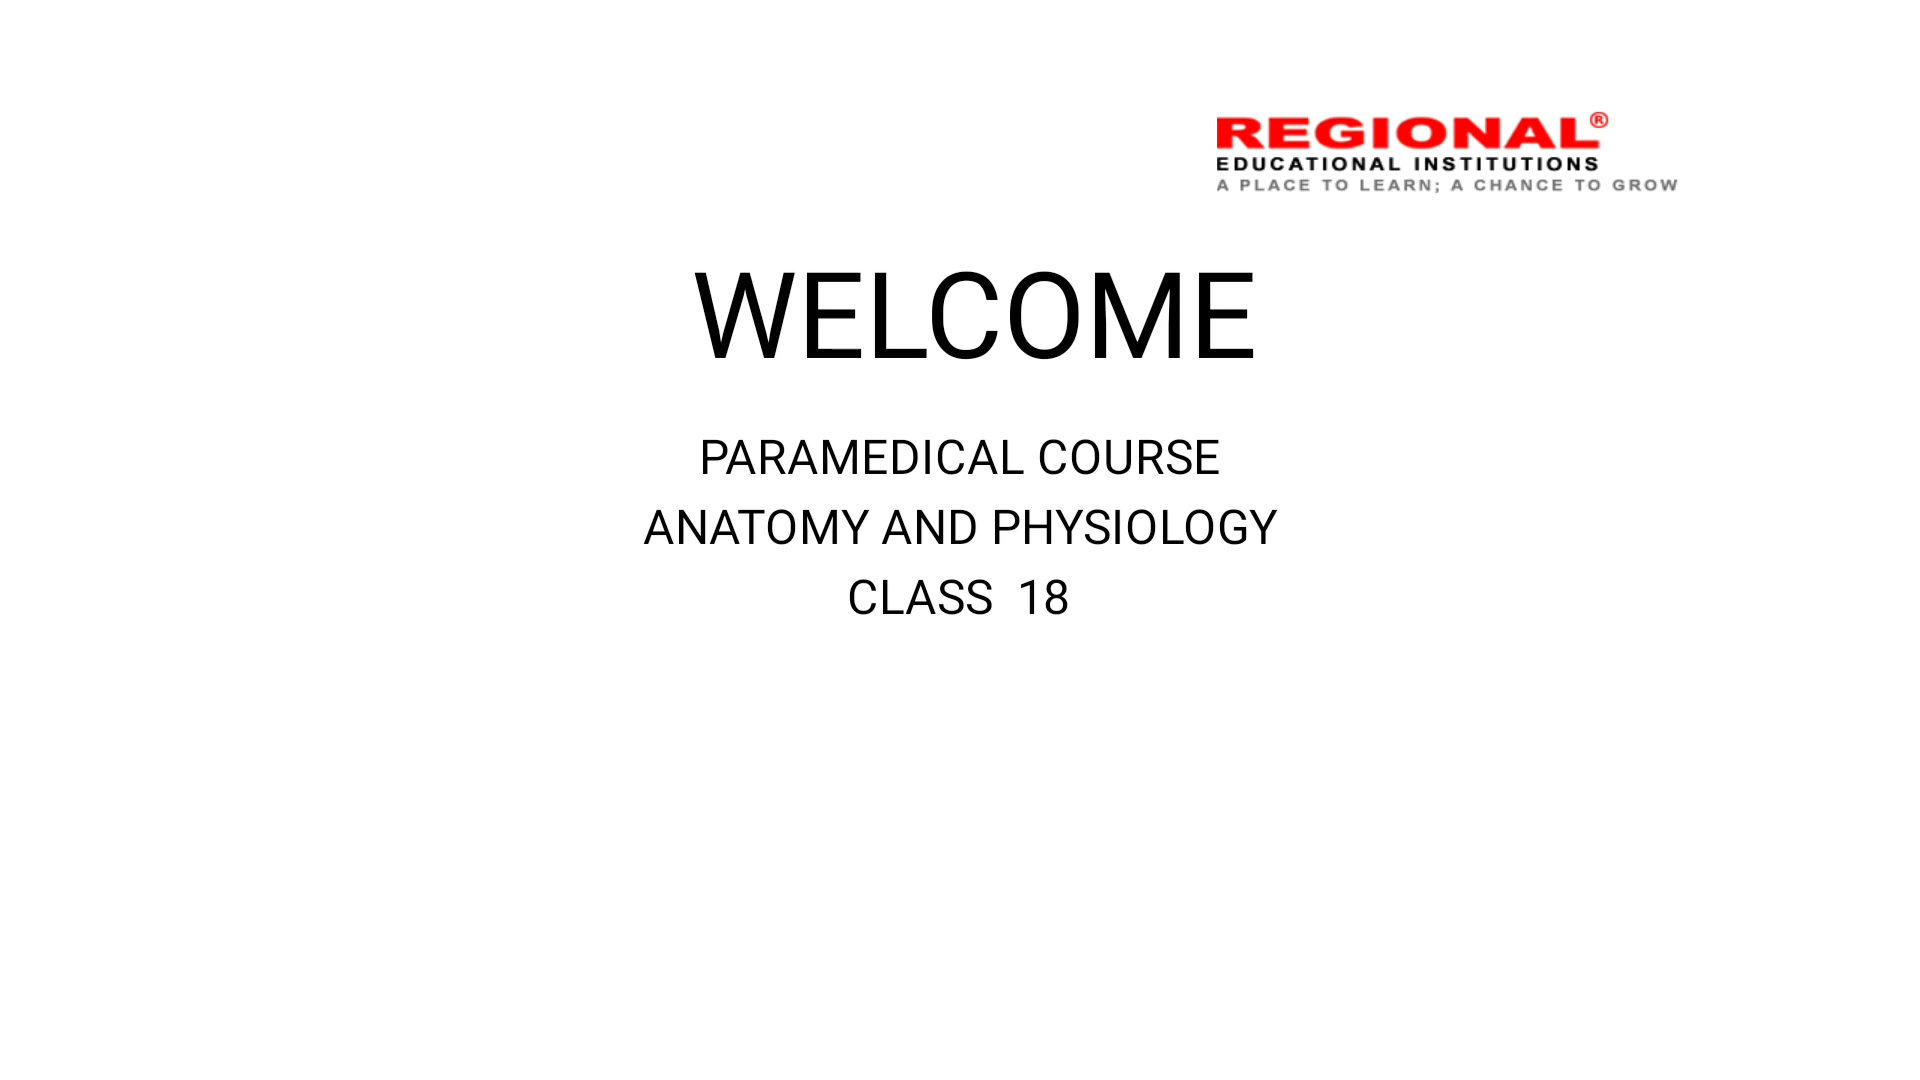 REGIONAL®
EDUCATIONAL INSTITUTIONS
A PLACE TO LEARN; A CHANCE TO GROW
WELCOME
PARAMEDICAL COURSE
ANATOMY AND PHYSIOLOGY
CLASS  18